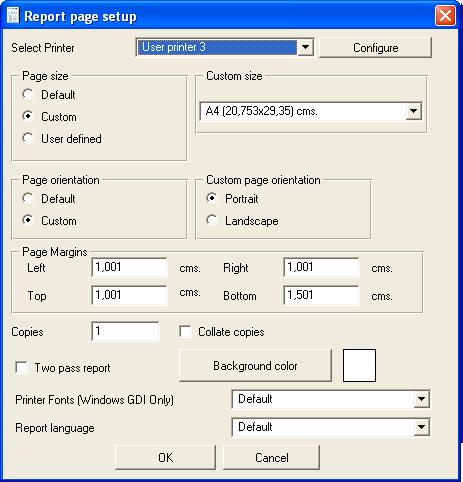 Report page setup
Select Printer User printer 3 Configure
Page size Custom size
Default
Custom A4 (20,753x29,35) cms.
User defined
Page orientation Custom page orientation
Default Portrait
Custom Landscape
Page Margins
Left 1,001 cms. Right 1,001 cms.
Top 1,001 cms. Bottom 1,501 cms.
Copies 1 Collate copies
Two pass report Background color
Printer Fonts (Windows GDI Only) Default
Report language Default
OK Cancel